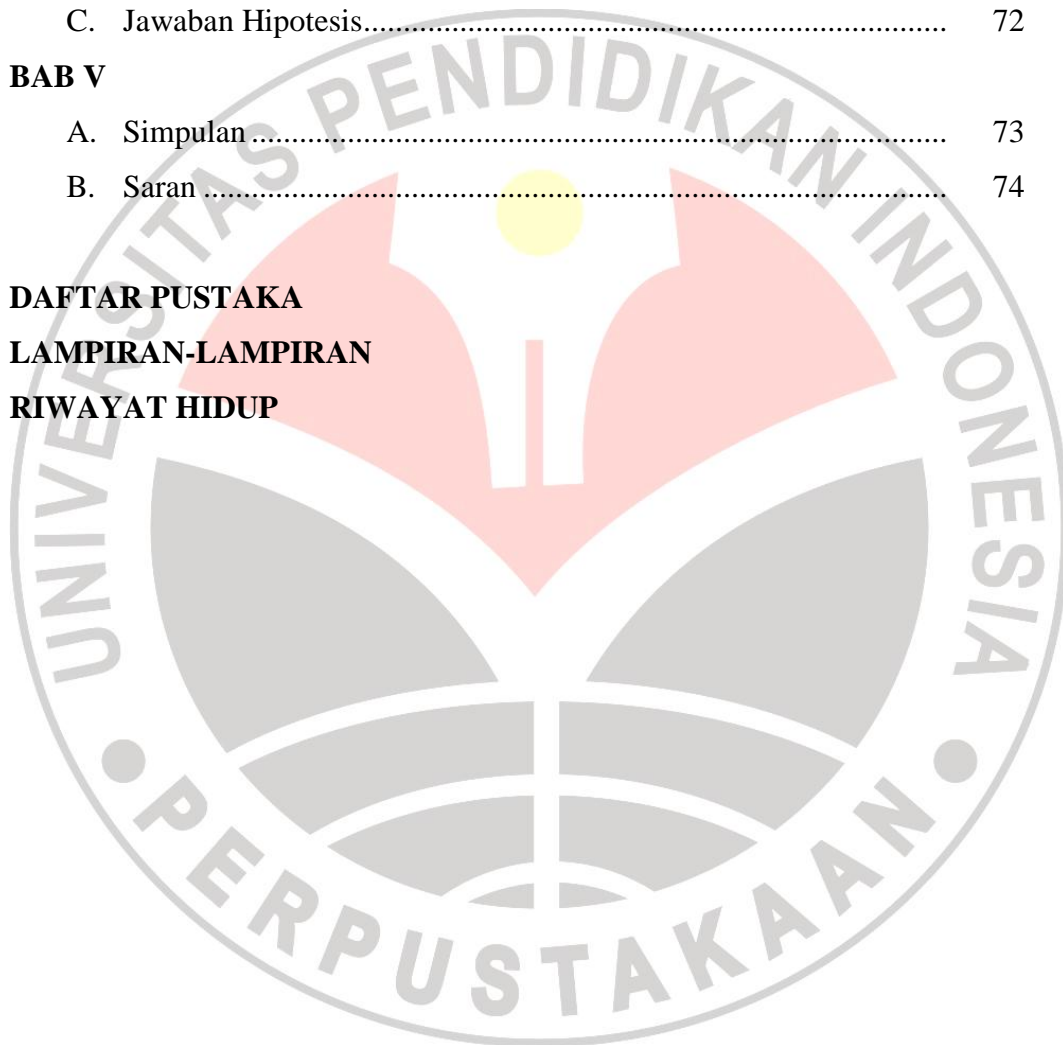 C. Jawaban Hipotesis......................................................................... 72
BAB V
A. Simpulan ....................................................................................... 73
B. Saran ............................................................................................. 74
DAFTAR PUSTAKA
LAMPIRAN-LAMPIRAN
RIWAYAT HIDUP
UNIVERSITAS PENDIDIKAN INDONESIA
PERPUSTAKAAN